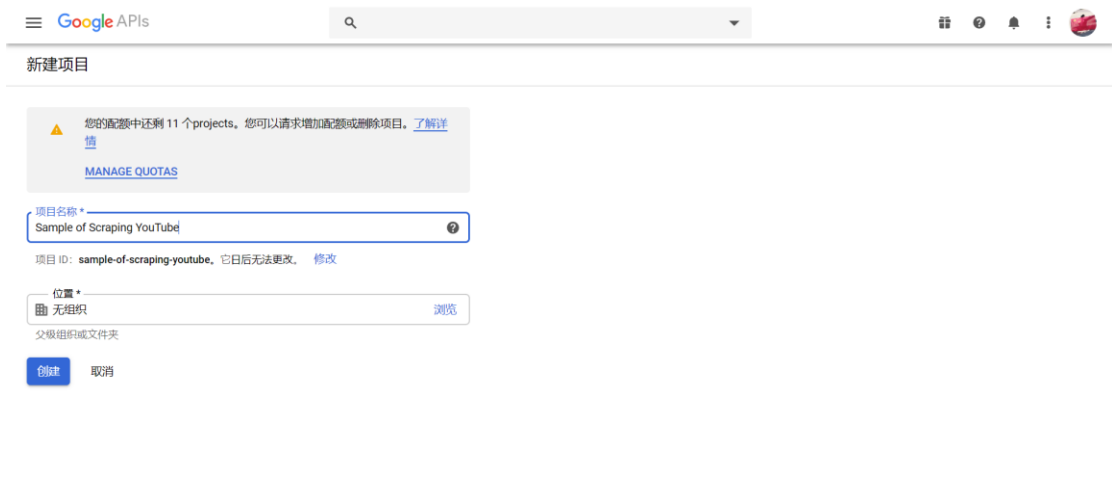 Google APIs
新建项目
您的配额中还剩 11 个projects。您可以请求增加配额或删除项目。了解详
情
MANAGE QUOTAS
项目名称 *
Sample of Scraping YouTube
项目 ID：sample-of-scraping-youtube。它日后无法更改。 修改
位置 *
无组织 浏览
父级组织或文件夹
创建 取消